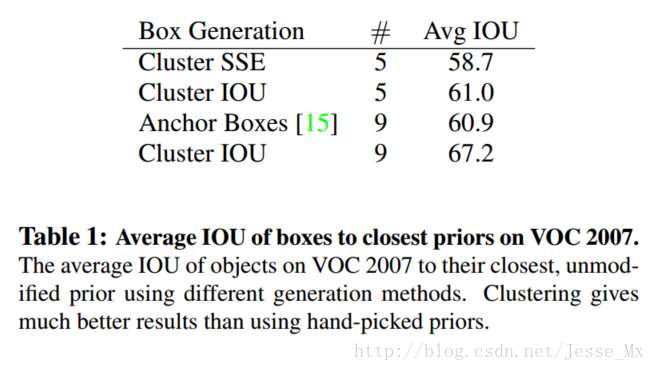 Box Generation # Avg IOU
Cluster SSE 5 58.7
Cluster IOU 5 61.0
Anchor Boxes [15] 9 60.9
Cluster IOU 9 67.2
Table 1: Average IOU of boxes to closest priors on VOC 2007.
The average IOU of objects on VOC 2007 to their closest, unmod-
ified prior using different generation methods. Clustering gives
much better results than using hand-picked priors.
http://blog.csdn.net/Jesse_Mx